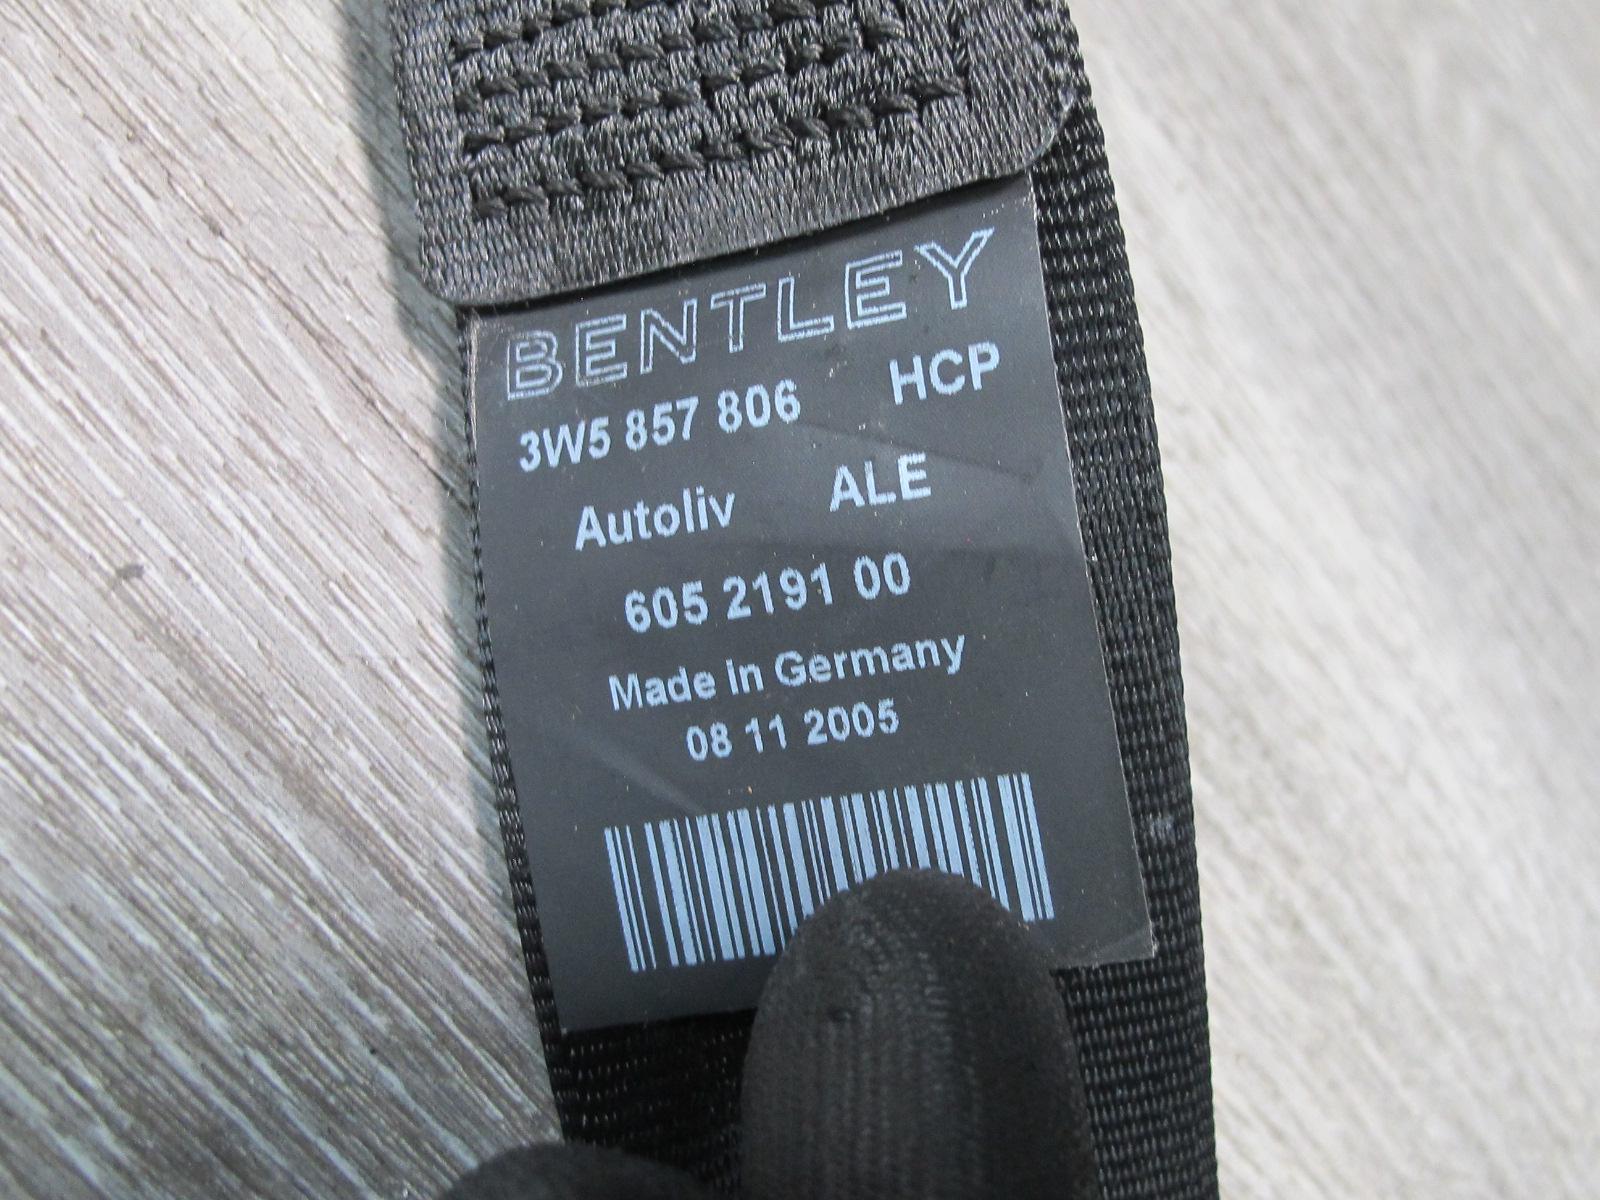 BENTLEY
3W5 857 806 HCP
Autoliv ALE
605 2191 00
Made in Germany
08 11 2005